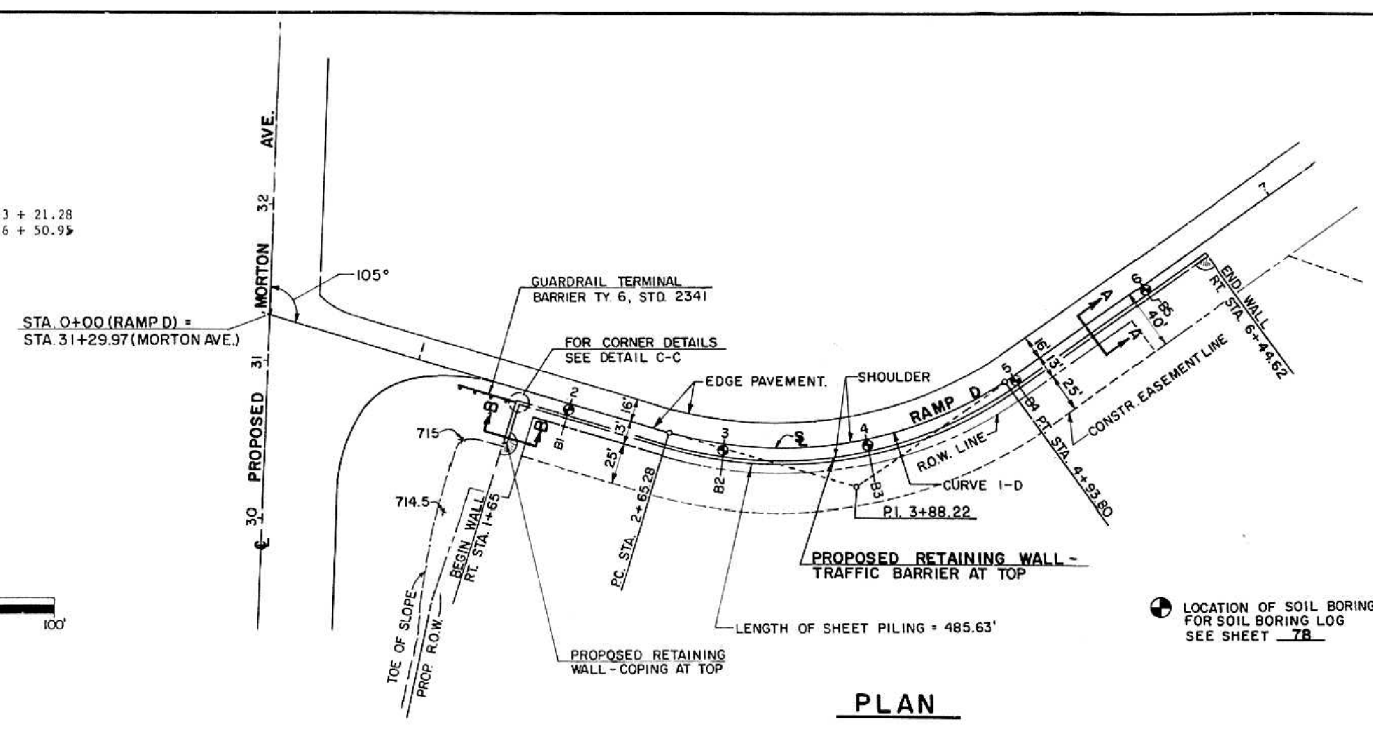 PROPOSED MORTON AVE.
32
31
30
3 + 21.28
6 + 50.95
105°
STA. 0+00 (RAMP D) =
STA. 31+29.97 (MORTON AVE.)
GUARDRAIL TERMINAL
BARRIER TY. 6, STD. 2341
FOR CORNER DETAILS
SEE DETAIL C-C
EDGE PAVEMENT.
SHOULDER
RAMP D
1
2
3
4
5
6
7
B
B
B1
B2
B3
B4
B5
A
A
16'
13'
25'
16'
13'
25'
40'
END WALL
RT. STA. 6+44.62
CONSTR. EASEMENT LINE
R.O.W. LINE
PT. STA. 4+93.80
CURVE 1-D
P.I. 3+88.22
P.C. STA. 2+65.28
715
714.5
BEGIN WALL
RT. STA. 1+65
TOE OF SLOPE
PROP. R.O.W.
PROPOSED RETAINING WALL-
TRAFFIC BARRIER AT TOP
LENGTH OF SHEET PILING = 485.63'
PROPOSED RETAINING
WALL-COPING AT TOP
100'
LOCATION OF SOIL BORING
FOR SOIL BORING LOG
SEE SHEET 7B
PLAN